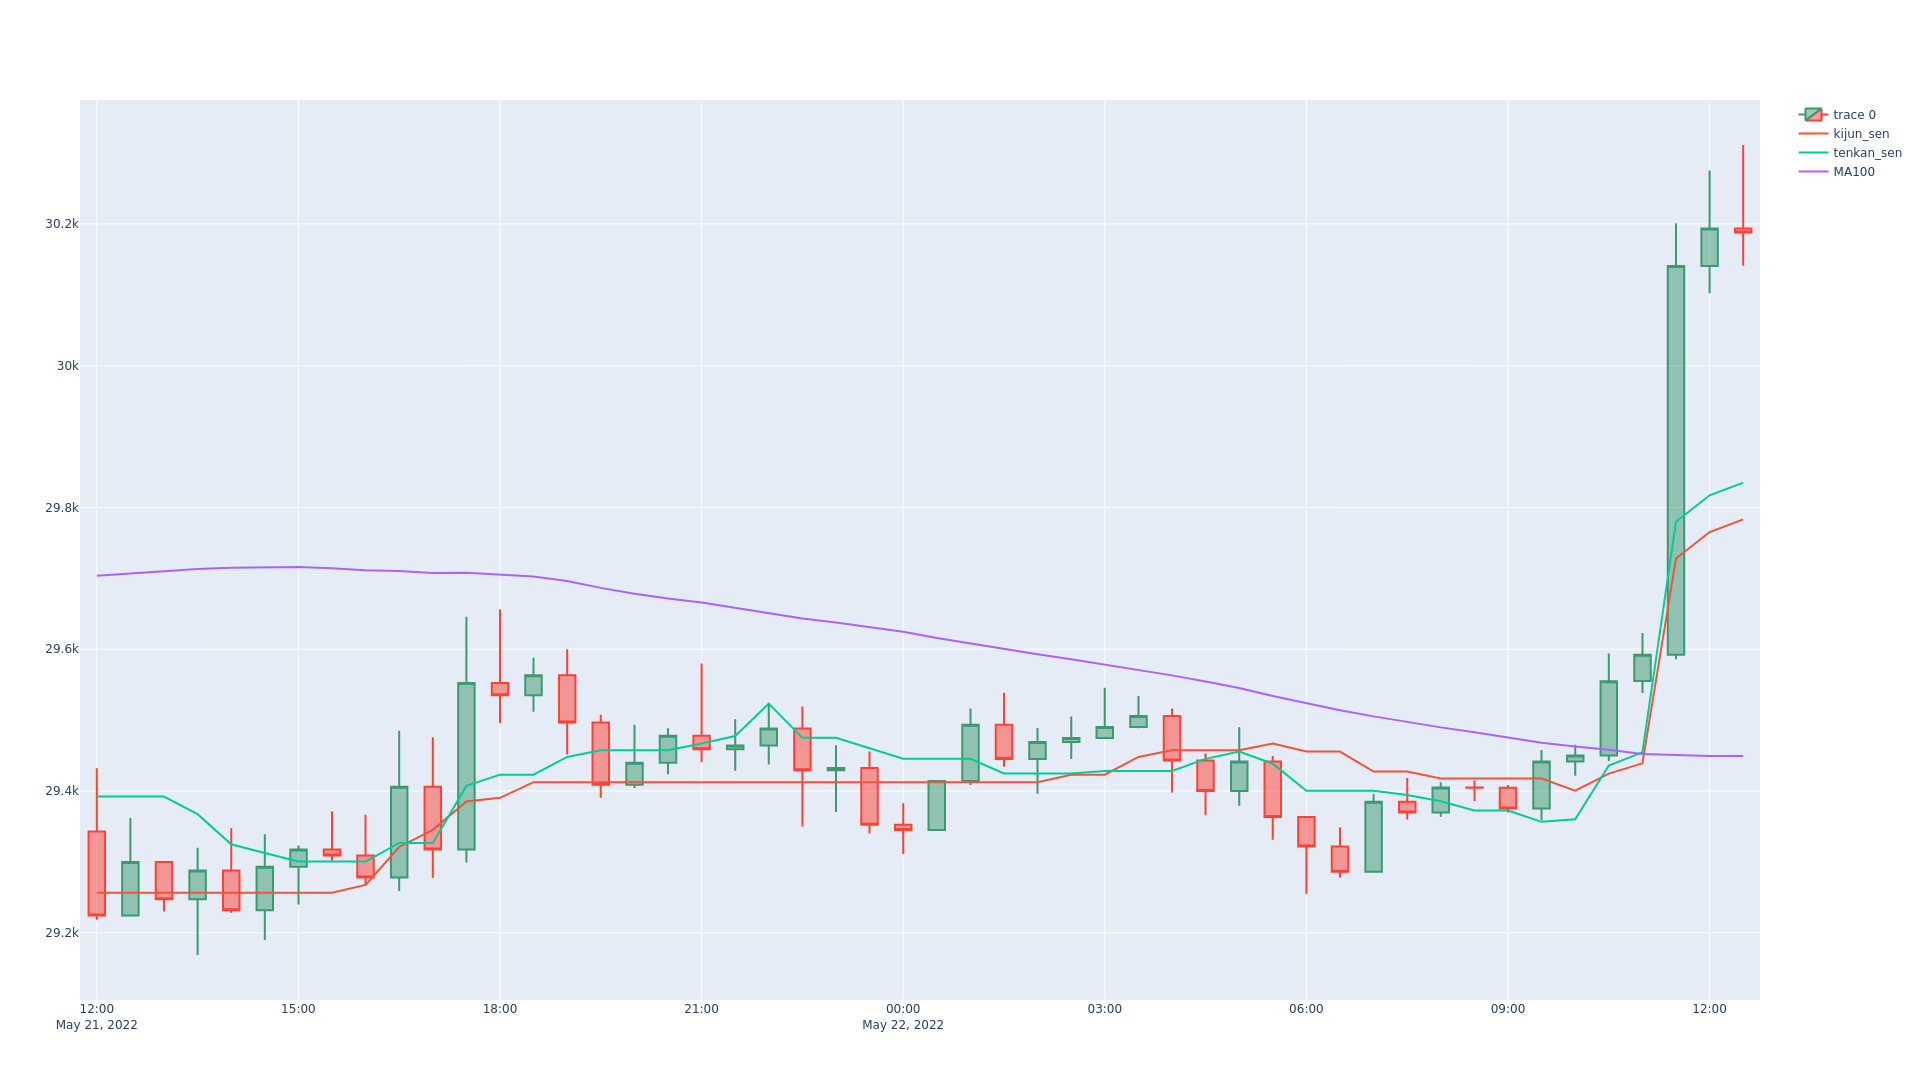 trace 0
kijun_sen
tenkan_sen
MA100
30.2k
30k
29.8k
29.6k
29.4k
29.2k
12:00 15:00 18:00 21:00 00:00 03:00 06:00 09:00 12:00
May 21, 2022 May 22, 2022